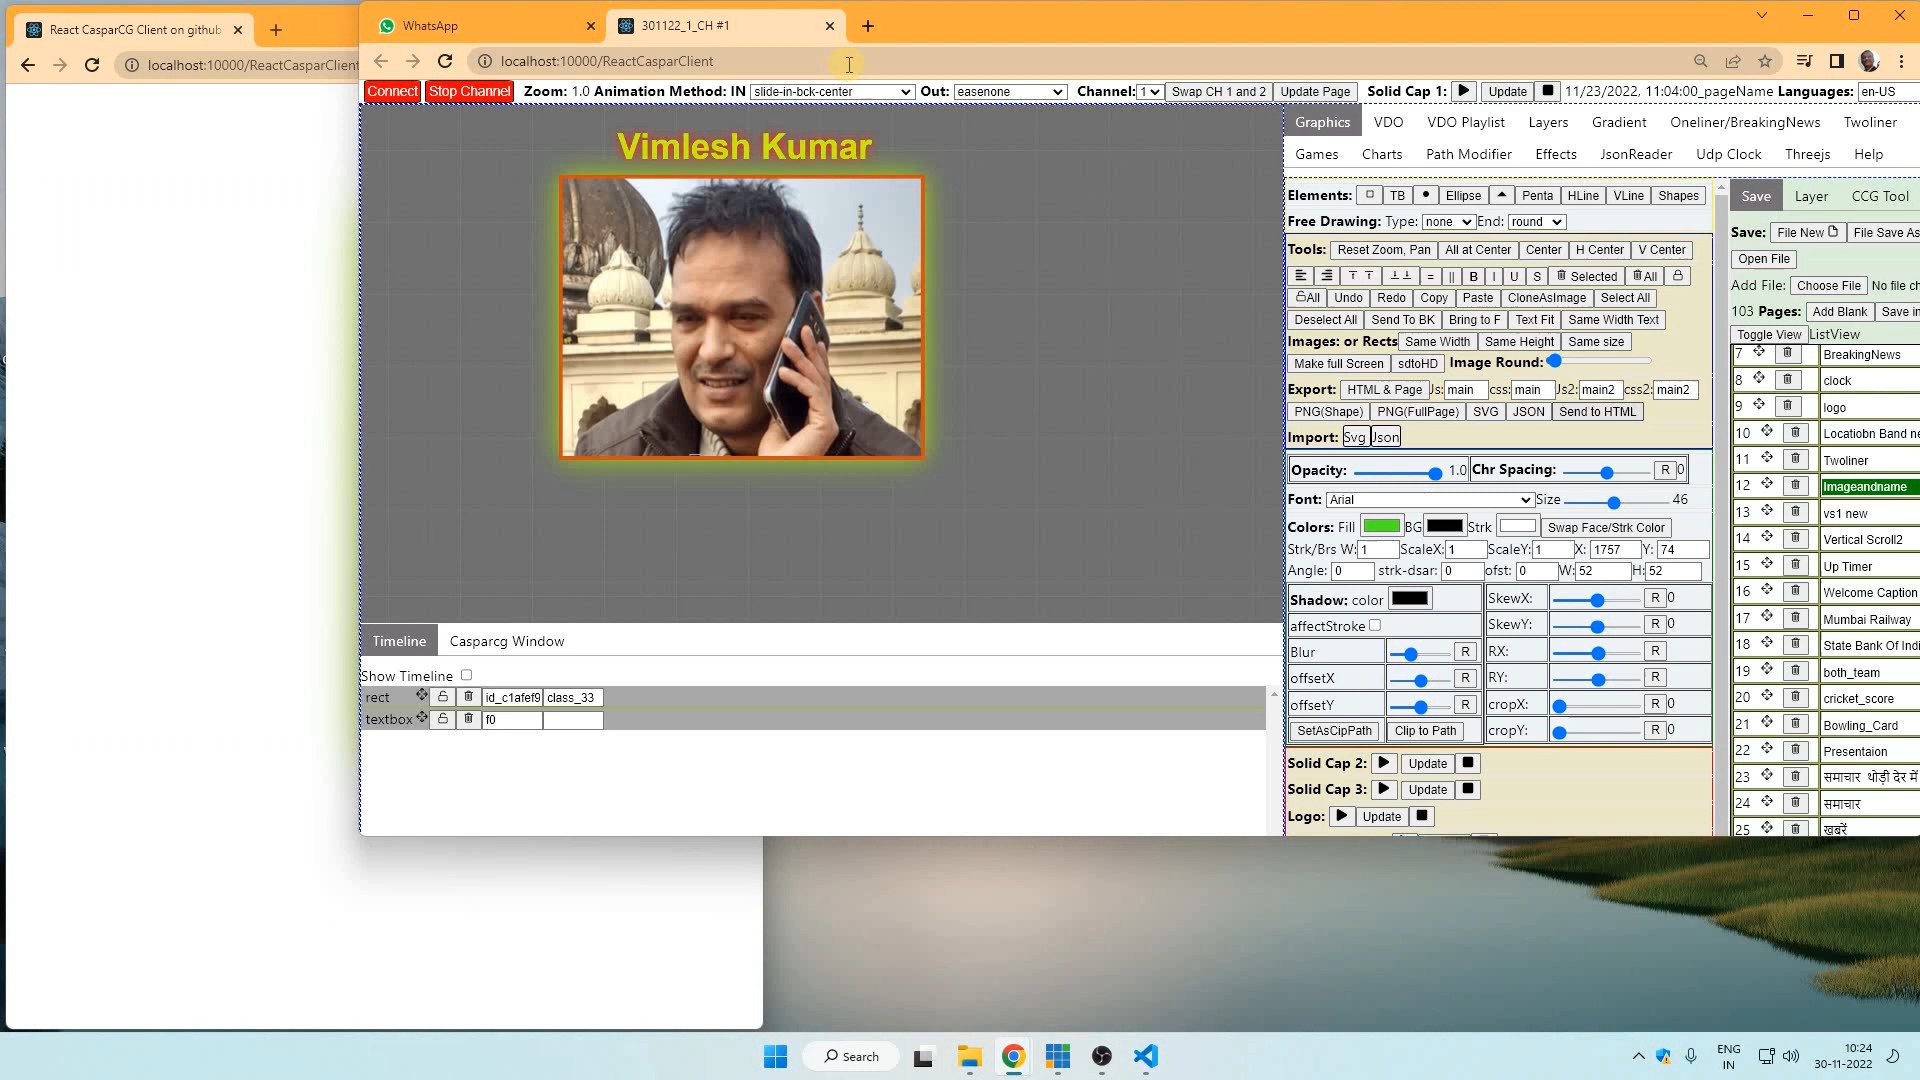 React CasparCG Client on github
WhatsApp
301122_1_CH #1
localhost:10000/ReactCasparClient
localhost:10000/ReactCasparClient
Connect Stop Channel Zoom: 1.0 Animation Method: IN slide-in-bck-center Out: easenone Channel: 1 Swap CH 1 and 2 Update Page Solid Cap 1: Update 11/23/2022, 11:04:00_pageName Languages: en-US
Vimlesh Kumar
Graphics VDO VDO Playlist Layers Gradient Oneliner/BreakingNews Twoliner
Games Charts Path Modifier Effects JsonReader Udp Clock Threejs Help
Elements: TB Ellipse Penta HLine VLine Shapes
Free Drawing: Type: none End: round
Tools: Reset Zoom, Pan All at Center Center H Center V Center
= || B I U S Selected All
All Undo Redo Copy Paste CloneAsImage Select All
Deselect All Send To BK Bring to F Text Fit Same Width Text
Images: or Rects Same Width Same Height Same size
Make full Screen sdtoHD Image Round:
Export: HTML & Page Js: main css: main Js2: main2 css2: main2
PNG(Shape) PNG(FullPage) SVG JSON Send to HTML
Import: Svg Json
Opacity: 1.0 Chr Spacing: R 0
Font: Arial Size 46
Colors: Fill BG Strk Swap Face/Strk Color
Strk/Brs W: 1 ScaleX: 1 ScaleY: 1 X: 1757 Y: 74
Angle: 0 strk-dsar: 0 ofst: 0 W: 52 H: 52
Shadow: color
affectStroke
Blur R
offsetX R
offsetY R
SetAsCipPath Clip to Path
SkewX: R 0
SkewY: R 0
RX: R
RY: R
cropX: R 0
cropY: R 0
Solid Cap 2: Update
Solid Cap 3: Update
Logo: Update
Save Layer CCG Tool
Save: File New File Save As
Open File
Add File: Choose File No file ch
103 Pages: Add Blank Save in
Toggle View ListView
7 BreakingNews
8 clock
9 logo
10 Locatiobn Band ne
11 Twoliner
12 Imageandname
13 vs1 new
14 Vertical Scroll2
15 Up Timer
16 Welcome Caption
17 Mumbai Railway
18 State Bank Of Indi
19 both_team
20 cricket_score
21 Bowling_Card
22 Presentaion
23 समाचार थोड़ी देर में
24 समाचार
25 खबरें
Timeline Casparcg Window
Show Timeline
rect id_c1afef9 class_33
textbox f0
Search
ENG
IN
10:24
30-11-2022